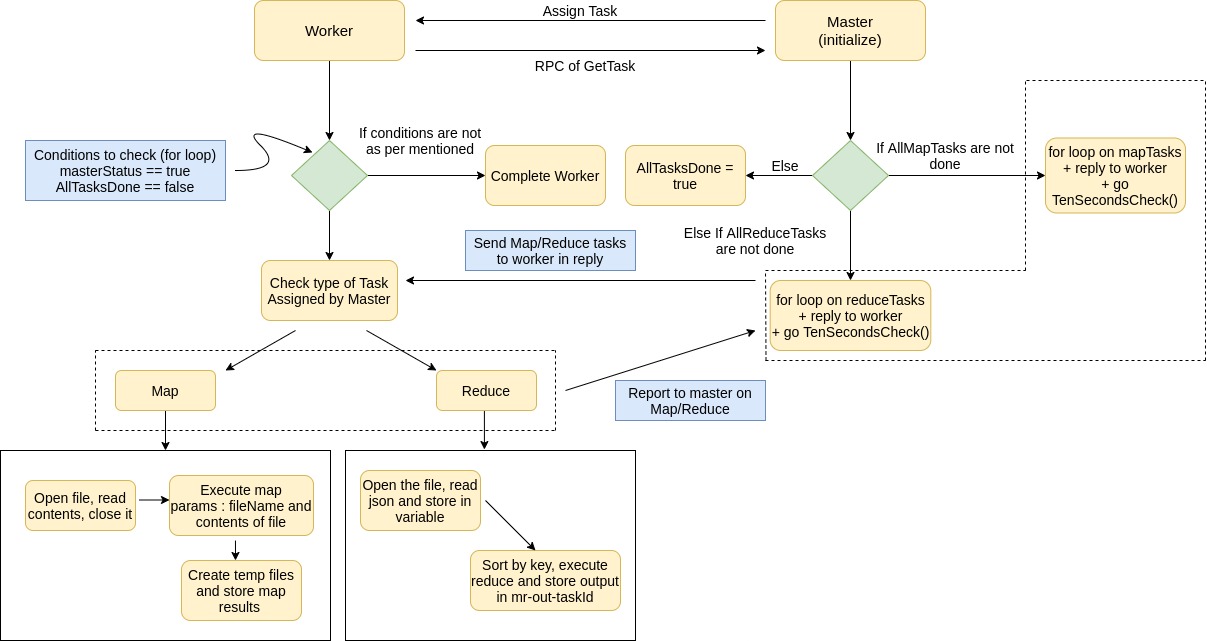 Assign Task
Worker
Master
(initialize)
RPC of GetTask
Conditions to check (for loop)
masterStatus == true
AllTasksDone == false
If conditions are not
as per mentioned
Complete Worker
AllTasksDone =
true
Else
If AllMapTasks are not
done
for loop on mapTasks
+ reply to worker
+ go
TenSecondsCheck()
Else If AllReduceTasks
are not done
Send Map/Reduce tasks
to worker in reply
Check type of Task
Assigned by Master
for loop on reduceTasks
+ reply to worker
+ go TenSecondsCheck()
Map
Reduce
Report to master on
Map/Reduce
Open file, read
contents, close it
Execute map
params : fileName and
contents of file
Create temp files
and store map
results
Open the file, read
json and store in
variable
Sort by key, execute
reduce and store output
in mr-out-taskId